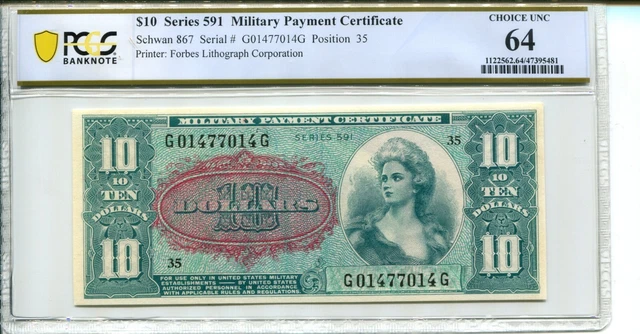 $10 Series 591 Military Payment Certificate
Schwan 867 Serial # G01477014G Position 35
Printer: Forbes Lithograph Corporation
PCGS
BANKNOTE
CHOICE UNC
64
1122562.64/47395481
MILITARY PAYMENT CERTIFICATE
G01477014G
SERIES 591
35
10
10
TEN
DOLLARS
10
10
DOLLARS
10
10
TEN
DOLLARS
10
35
G01477014G
FOR USE ONLY IN UNITED STATES MILITARY
ESTABLISHMENTS - BY UNITED STATES
AUTHORIZED PERSONNEL IN ACCORDANCE
WITH APPLICABLE RULES AND REGULATIONS.